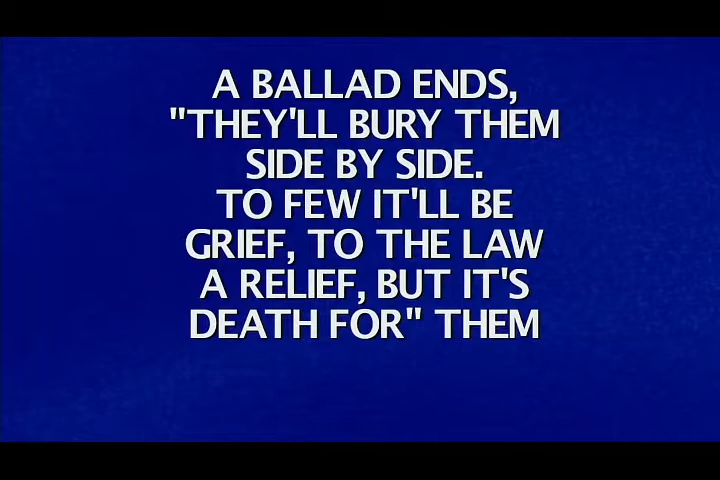 A BALLAD ENDS,
"THEY'LL BURY THEM
SIDE BY SIDE.
TO FEW IT'LL BE
GRIEF, TO THE LAW
A RELIEF, BUT IT'S
DEATH FOR" THEM